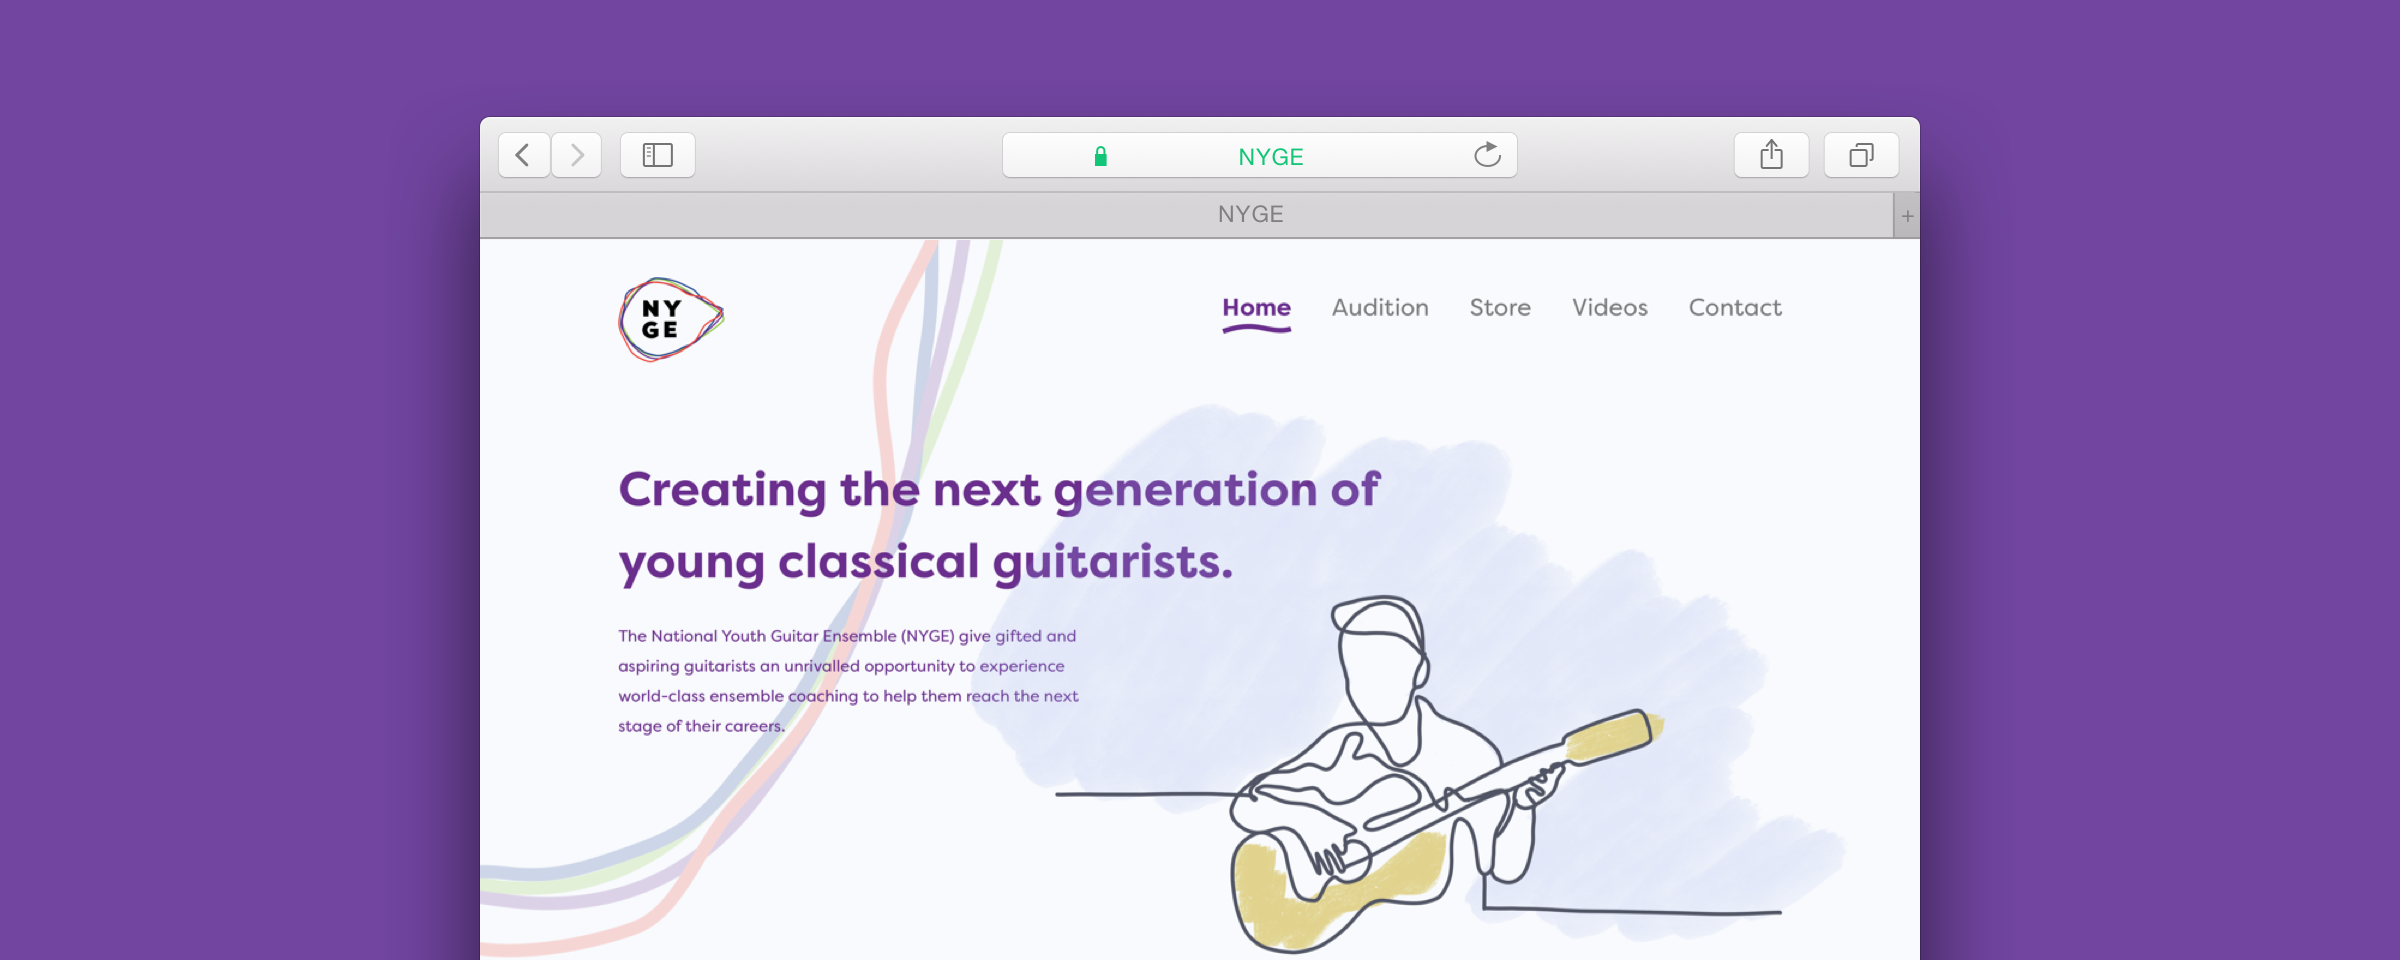 NYGE
NYGE
+
NY
GE
Home Audition Store Videos Contact
Creating the next generation of
young classical guitarists.
The National Youth Guitar Ensemble (NYGE) give gifted and
aspiring guitarists an unrivalled opportunity to experience
world-class ensemble coaching to help them reach the next
stage of their careers.